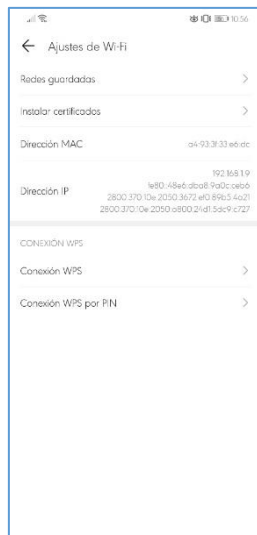 10:56
Ajustes de Wi-Fi
Redes guardadas
Instalar certificados
Dirección MAC
a4:93:3f:33:e6:dc
Dirección IP
192.168.1.9
fe80::48e6:dba8:9a0c:ceb6
2800:370:10e:2050:3672:ef0:89b5:4a21
2800:370:10e:2050:a800:24d1:5dc9:c727
CONEXIÓN WPS
Conexión WPS
Conexión WPS por PIN